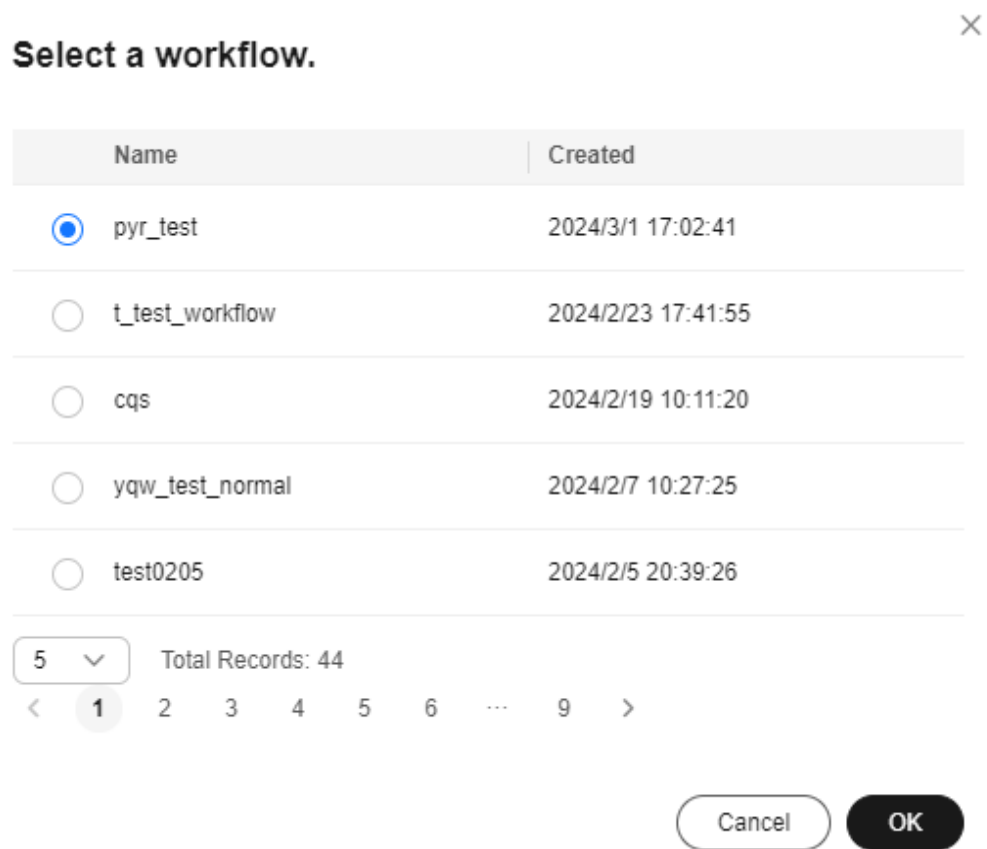 Select a workflow.
Name Created
pyr_test 2024/3/1 17:02:41
t_test_workflow 2024/2/23 17:41:55
cqs 2024/2/19 10:11:20
yqw_test_normal 2024/2/7 10:27:25
test0205 2024/2/5 20:39:26
5 Total Records: 44
1 2 3 4 5 6 ... 9
Cancel OK